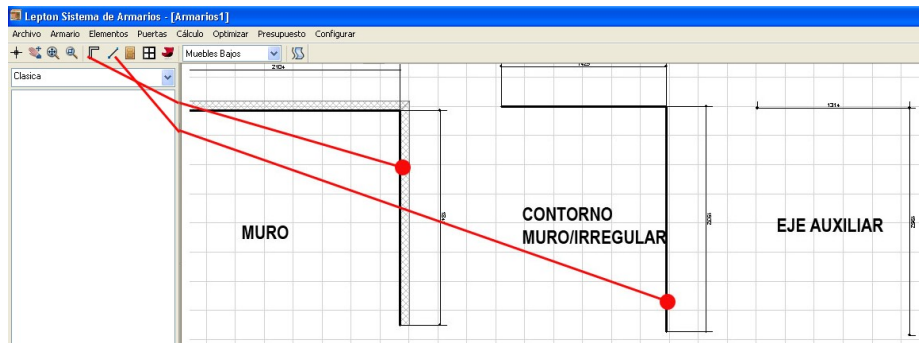 Lepton Sistema de Armarios - [Armarios1]
Archivo Armario Elementos Puertas Cálculo Optimizar Presupuesto Configurar
Muebles Bajos
Clasica
MURO
CONTORNO
MURO/IRREGULAR
EJE AUXILIAR